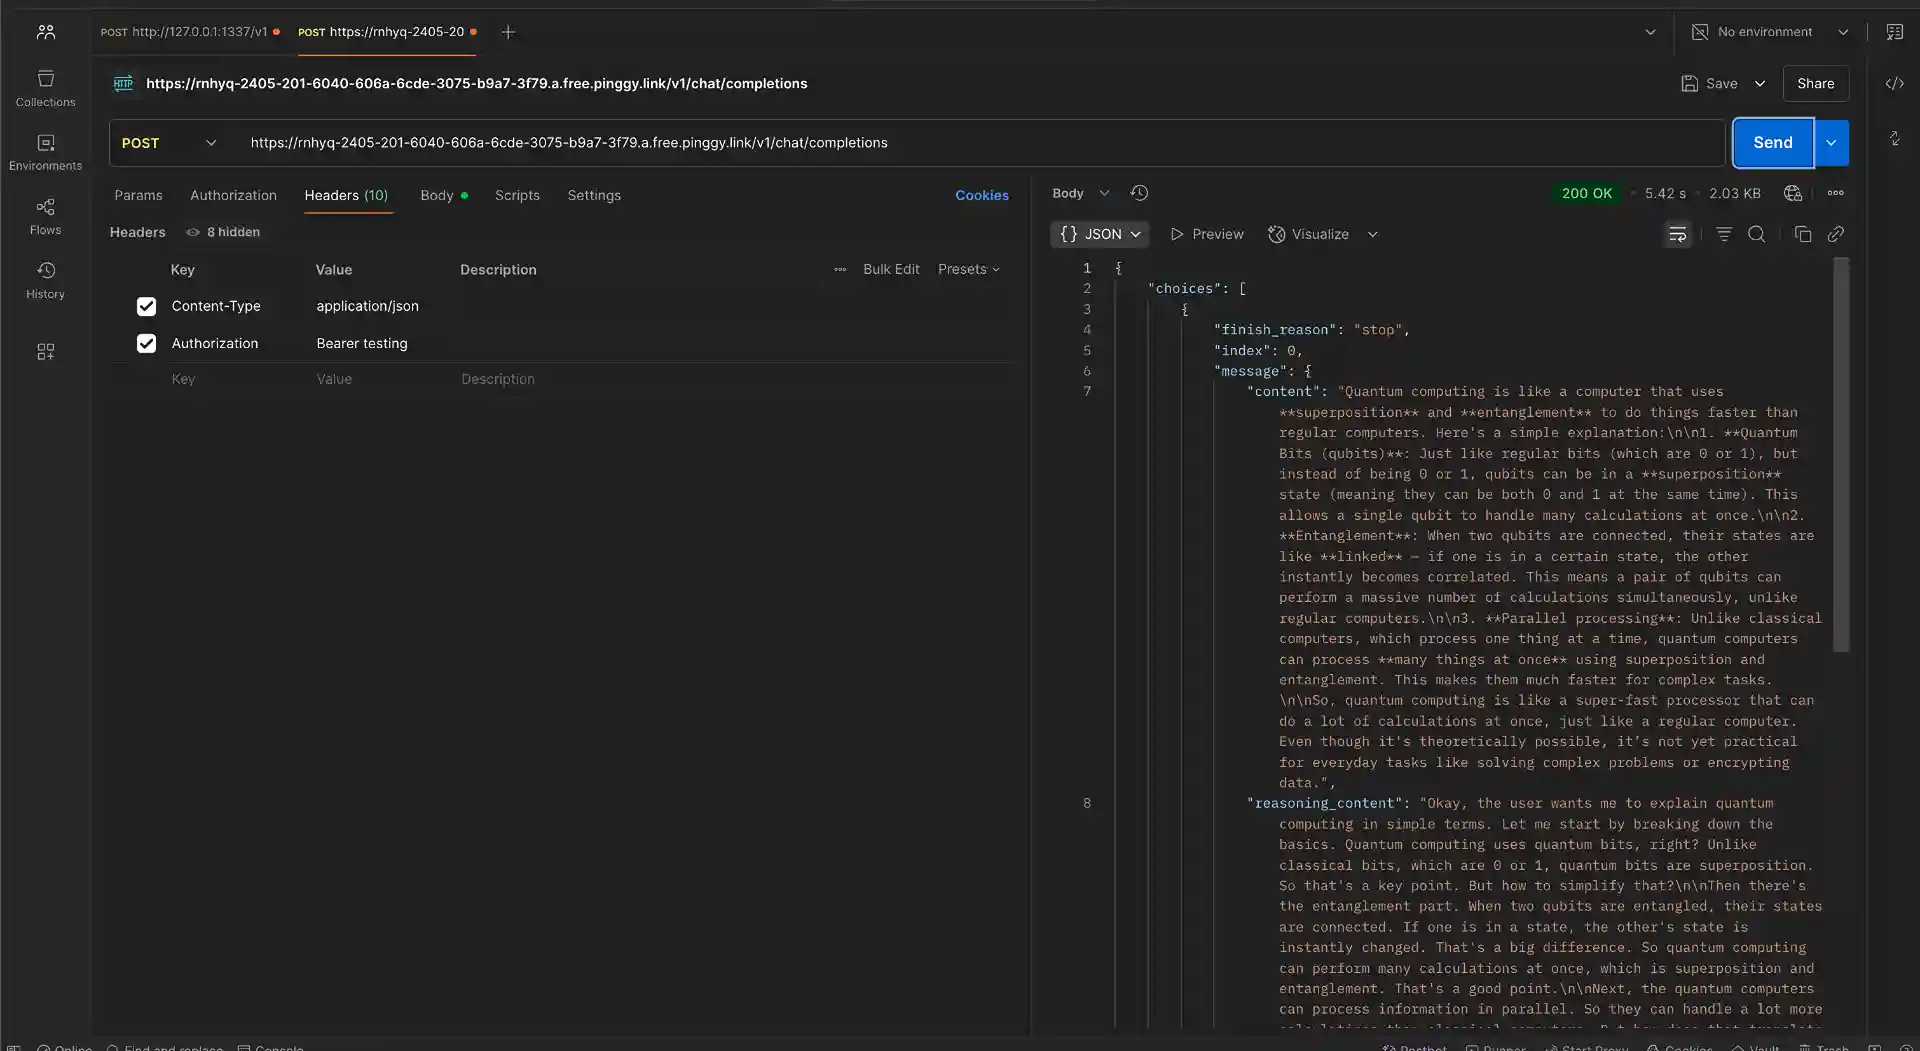 POST http://127.0.0.1:1337/v1
POST https://rnhyq-2405-20
No environment
Collections
Environments
Flows
History
HTTP https://rnhyq-2405-201-6040-606a-6cde-3075-b9a7-3f79.a.free.pinggy.link/v1/chat/completions
Save
Share
POST
https://rnhyq-2405-201-6040-606a-6cde-3075-b9a7-3f79.a.free.pinggy.link/v1/chat/completions
Send
Params Authorization Headers (10) Body Scripts Settings Cookies
Headers 8 hidden
Key Value Description Bulk Edit Presets
Content-Type application/json
Authorization Bearer testing
Key Value Description
Body 200 OK 5.42 s 2.03 KB
{} JSON Preview Visualize
1 {
2 "choices": [
3 {
4 "finish_reason": "stop",
5 "index": 0,
6 "message": {
7 "content": "Quantum computing is like a computer that uses
**superposition** and **entanglement** to do things faster than
regular computers. Here's a simple explanation:\n\n1. **Quantum
Bits (qubits)**: Just like regular bits (which are 0 or 1), but
instead of being 0 or 1, qubits can be in a **superposition**
state (meaning they can be both 0 and 1 at the same time). This
allows a single qubit to handle many calculations at once.\n\n2.
**Entanglement**: When two qubits are connected, their states are
like **linked** – if one is in a certain state, the other
instantly becomes correlated. This means a pair of qubits can
perform a massive number of calculations simultaneously, unlike
regular computers.\n\n3. **Parallel processing**: Unlike classical
computers, which process one thing at a time, quantum computers
can process **many things at once** using superposition and
entanglement. This makes them much faster for complex tasks.
\n\nSo, quantum computing is like a super-fast processor that can
do a lot of calculations at once, just like a regular computer.
Even though it's theoretically possible, it's not yet practical
for everyday tasks like solving complex problems or encrypting
data.",
8 "reasoning_content": "Okay, the user wants me to explain quantum
computing in simple terms. Let me start by breaking down the
basics. Quantum computing uses quantum bits, right? Unlike
classical bits, which are 0 or 1, quantum bits are superposition.
So that's a key point. But how to simplify that?\n\nThen there's
the entanglement part. When two qubits are entangled, their states
are connected. If one is in a state, the other's state is
instantly changed. That's a big difference. So quantum computing
can perform many calculations at once, which is superposition and
entanglement. That's a good point.\n\nNext, the quantum computers
can process information in parallel. So they can handle a lot more
Online Find and replace Console
Postbot Runner Start Proxy Cookies Vault Trash